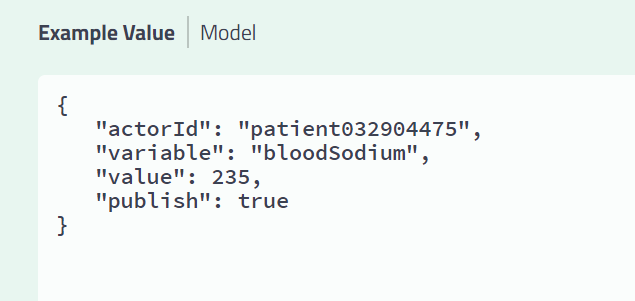 Example Value | Model
{
   "actorId": "patient032904475",
   "variable": "bloodSodium",
   "value": 235,
   "publish": true
}